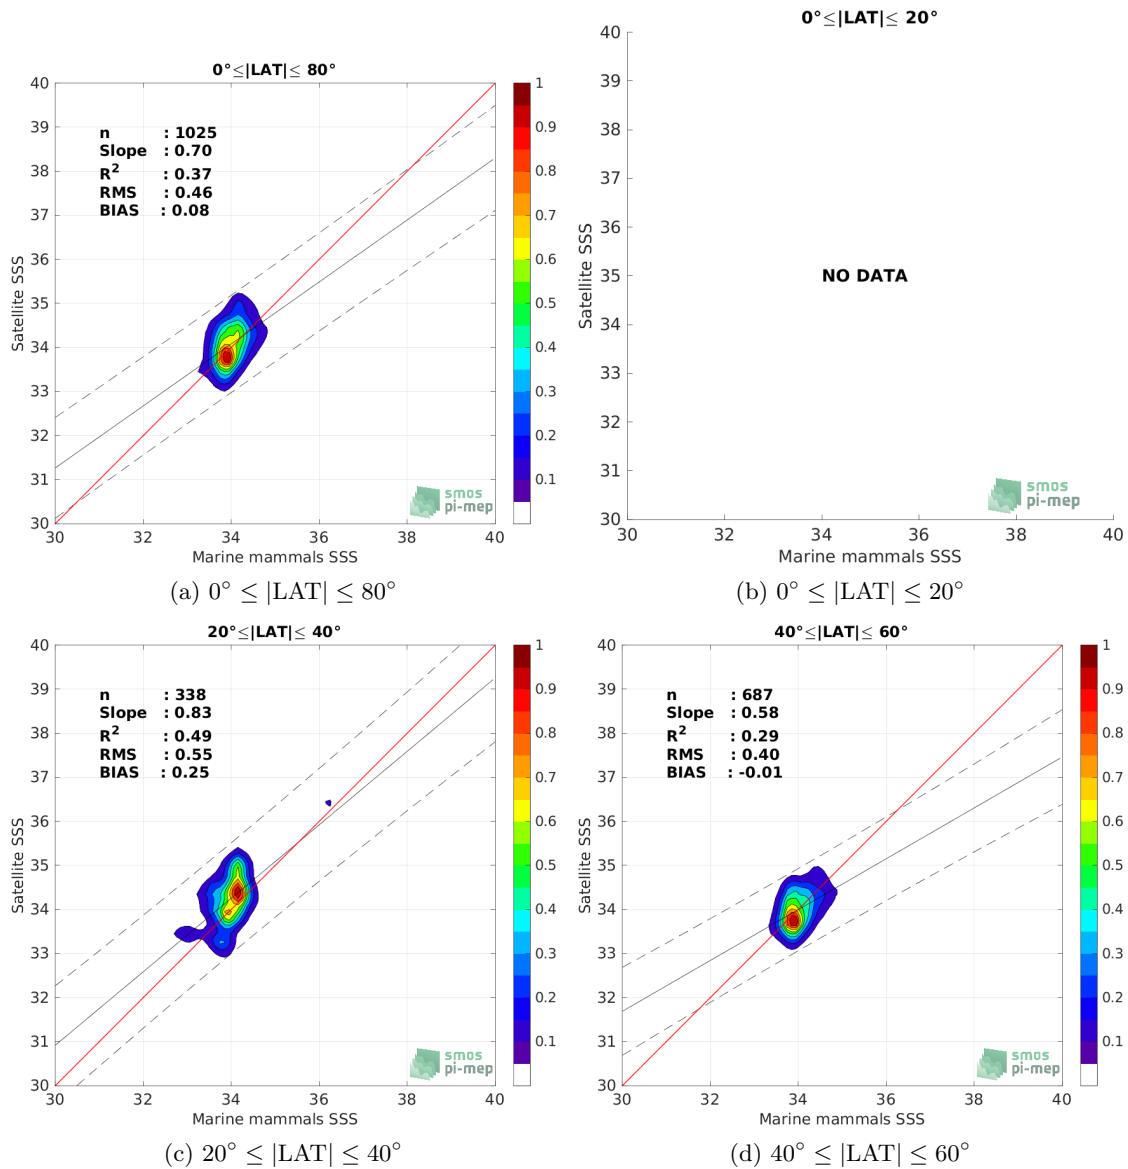 0°≤|LAT|≤ 80°
40
39
38
37
36
35
34
33
32
31
30
Satellite SSS
n : 1025
Slope : 0.70
R² : 0.37
RMS : 0.46
BIAS : 0.08
smos
pi-mep
30 32 34 36 38 40
Marine mammals SSS
1
0.9
0.8
0.7
0.6
0.5
0.4
0.3
0.2
0.1
(a) 0° ≤ |LAT| ≤ 80°
0°≤|LAT|≤ 20°
40
39
38
37
36
35
34
33
32
31
30
Satellite SSS
NO DATA
smos
pi-mep
30 32 34 36 38 40
Marine mammals SSS
(b) 0° ≤ |LAT| ≤ 20°
20°≤|LAT|≤ 40°
40
39
38
37
36
35
34
33
32
31
30
Satellite SSS
n : 338
Slope : 0.83
R² : 0.49
RMS : 0.55
BIAS : 0.25
smos
pi-mep
30 32 34 36 38 40
Marine mammals SSS
1
0.9
0.8
0.7
0.6
0.5
0.4
0.3
0.2
0.1
(c) 20° ≤ |LAT| ≤ 40°
40°≤|LAT|≤ 60°
40
39
38
37
36
35
34
33
32
31
30
Satellite SSS
n : 687
Slope : 0.58
R² : 0.29
RMS : 0.40
BIAS : -0.01
smos
pi-mep
30 32 34 36 38 40
Marine mammals SSS
1
0.9
0.8
0.7
0.6
0.5
0.4
0.3
0.2
0.1
(d) 40° ≤ |LAT| ≤ 60°